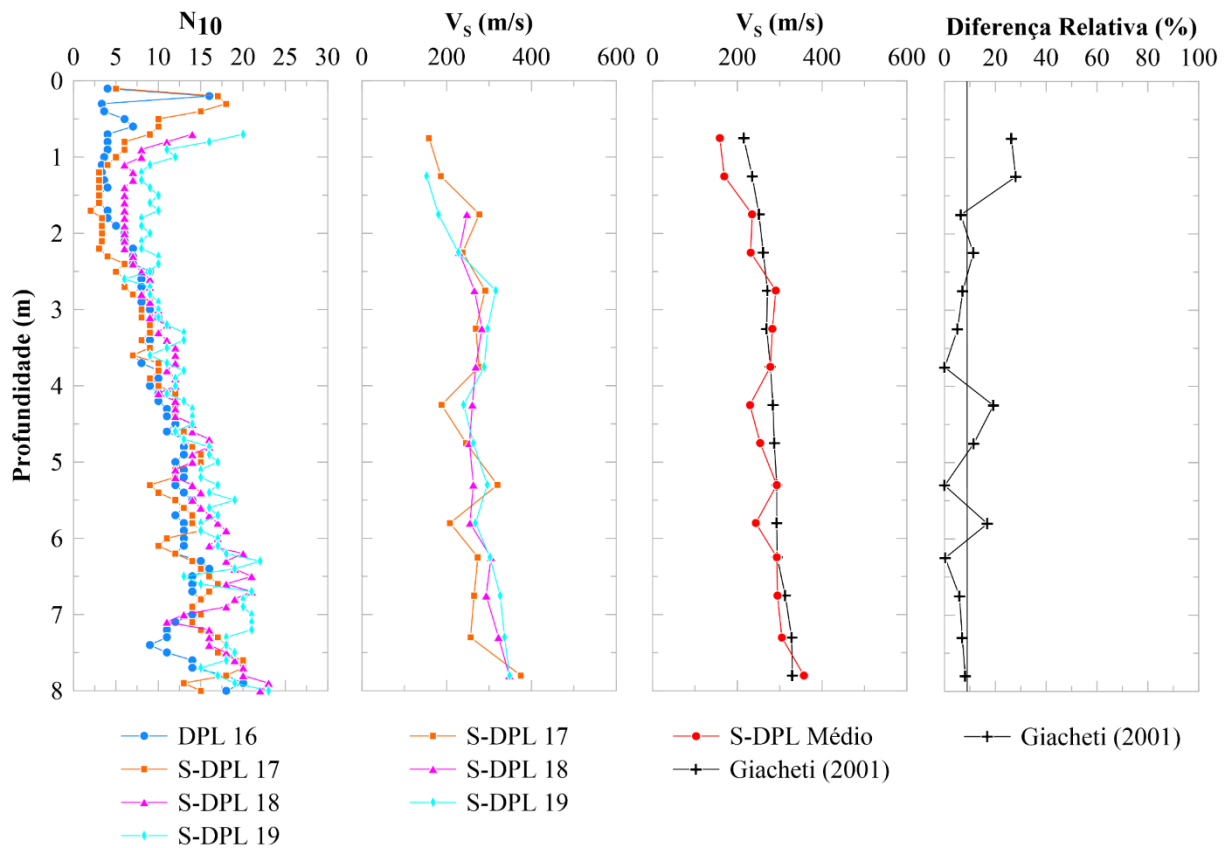 N10
0 5 10 15 20 25 30
VS (m/s)
0 200 400 600
VS (m/s)
0 200 400 600
Diferença Relativa (%)
0 20 40 60 80 100
Profundidade (m)
0
1
2
3
4
5
6
7
8
DPL 16
S-DPL 17
S-DPL 18
S-DPL 19
S-DPL 17
S-DPL 18
S-DPL 19
S-DPL Médio
Giacheti (2001)
Giacheti (2001)